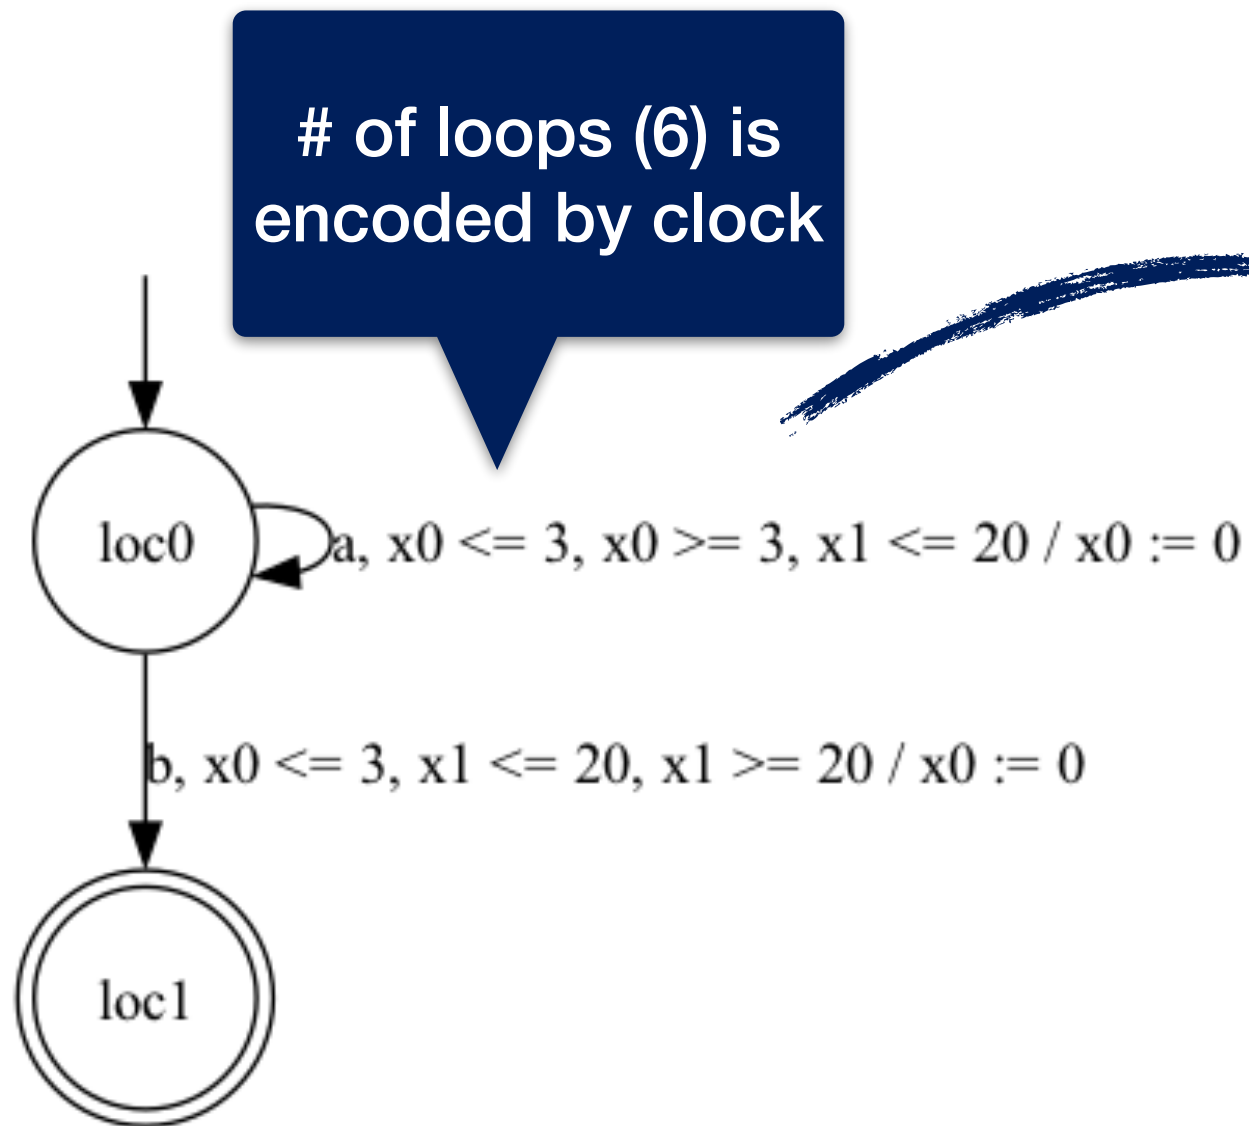 # of loops (6) is
encoded by clock
loc0
a, x0 <= 3, x0 >= 3, x1 <= 20 / x0 := 0
b, x0 <= 3, x1 <= 20, x1 >= 20 / x0 := 0
loc1